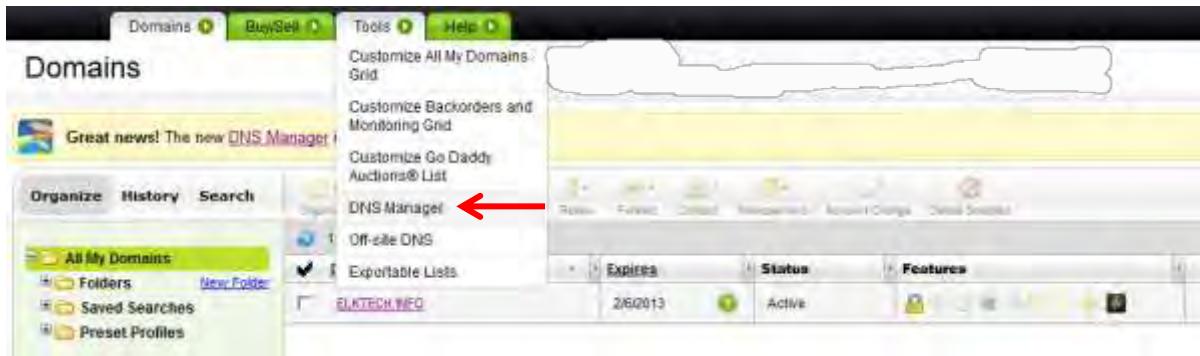 Domains
Buy/Sell
Tools
Help
Domains
Customize All My Domains
Grid
Customize Backorders and
Monitoring Grid
Customize Go Daddy
Auctions® List
DNS Manager
Off-site DNS
Exportable Lists
Great news! The new DNS Manager
Organize History Search
All My Domains
Folders New Folder
Saved Searches
Preset Profiles
Expires Status Features
ELKTECH.INFO 2/6/2013 Active